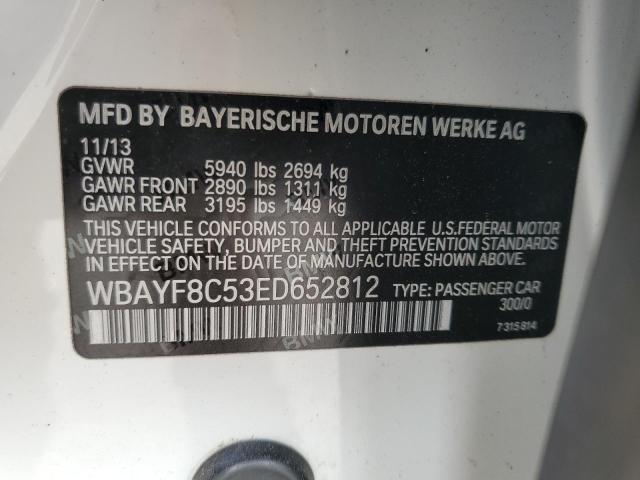 MFD BY BAYERISCHE MOTOREN WERKE AG
11/13
GVWR 5940 lbs 2694 kg
GAWR FRONT 2890 lbs 1311 kg
GAWR REAR 3195 lbs 1449 kg
THIS VEHICLE CONFORMS TO ALL APPLICABLE U.S.FEDERAL MOTOR
VEHICLE SAFETY, BUMPER AND THEFT PREVENTION STANDARDS
IN EFFECT ON THE DATE OF MANUFACTURE SHOWN ABOVE.
WBAYF8C53ED652812 TYPE: PASSENGER CAR
300/0
7315814